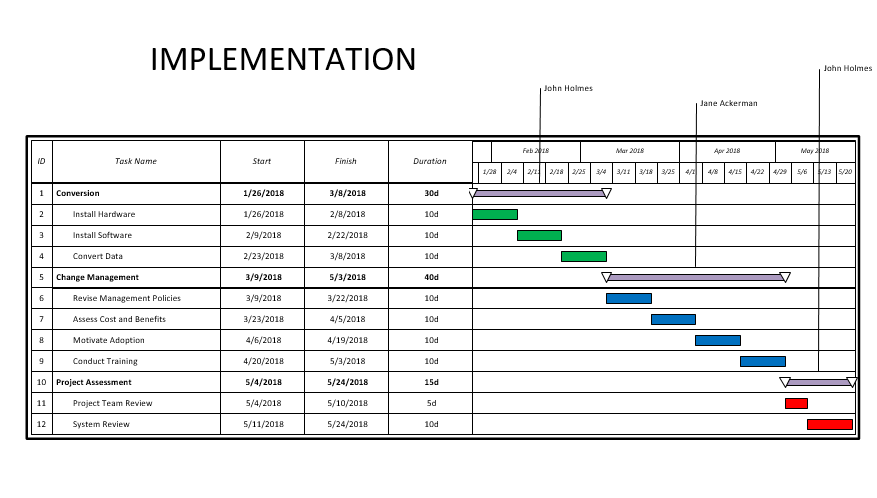 IMPLEMENTATION
John Holmes
John Holmes
Jane Ackerman
ID Task Name Start Finish Duration Feb 2018 Mar 2018 Apr 2018 May 2018
1/28 2/4 2/11 2/18 2/25 3/4 3/11 3/18 3/25 4/1 4/8 4/15 4/22 4/29 5/6 5/13 5/20
1 Conversion 1/26/2018 3/8/2018 30d
2 Install Hardware 1/26/2018 2/8/2018 10d
3 Install Software 2/9/2018 2/22/2018 10d
4 Convert Data 2/23/2018 3/8/2018 10d
5 Change Management 3/9/2018 5/3/2018 40d
6 Revise Management Policies 3/9/2018 3/22/2018 10d
7 Assess Cost and Benefits 3/23/2018 4/5/2018 10d
8 Motivate Adoption 4/6/2018 4/19/2018 10d
9 Conduct Training 4/20/2018 5/3/2018 10d
10 Project Assessment 5/4/2018 5/24/2018 15d
11 Project Team Review 5/4/2018 5/10/2018 5d
12 System Review 5/11/2018 5/24/2018 10d